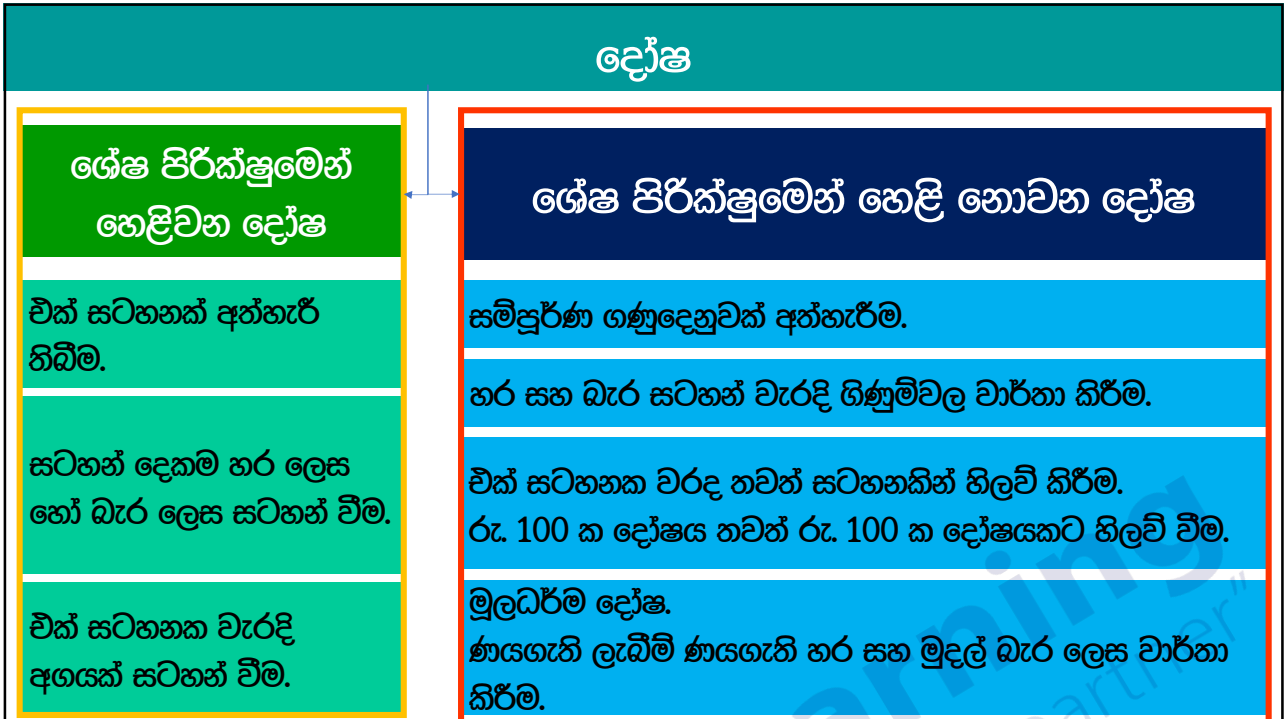 දෝෂ
ශේෂ පිරික්ෂුමෙන්
හෙළිවන දෝෂ
එක් සටහනක් අත්හැරී
තිබීම.
සටහන් දෙකම හර ලෙස
හෝ බැර ලෙස සටහන් වීම.
එක් සටහනක වැරදි
අගයක් සටහන් වීම.
ශේෂ පිරික්ෂුමෙන් හෙළි නොවන දෝෂ
සම්පූර්ණ ගණුදෙනුවක් අත්හැරීම.
හර සහ බැර සටහන් වැරදි ගිණුම්වල වාර්තා කිරීම.
එක් සටහනක වරද තවත් සටහනකින් හිලව් කිරීම.
රු. 100 ක දෝෂය තවත් රු. 100 ක දෝෂයකට හිලව් වීම.
මූලධර්ම දෝෂ.
ණයගැති ලැබීම් ණයගැති හර සහ මුදල් බැර ලෙස වාර්තා
කිරීම.